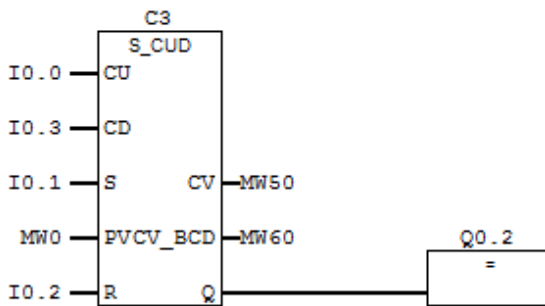 C3
S_CUD
I0.0 CU
I0.3 CD
I0.1 S CV MW50
MW0 PV CV_BCD MW60 Q0.2
=
I0.2 R Q